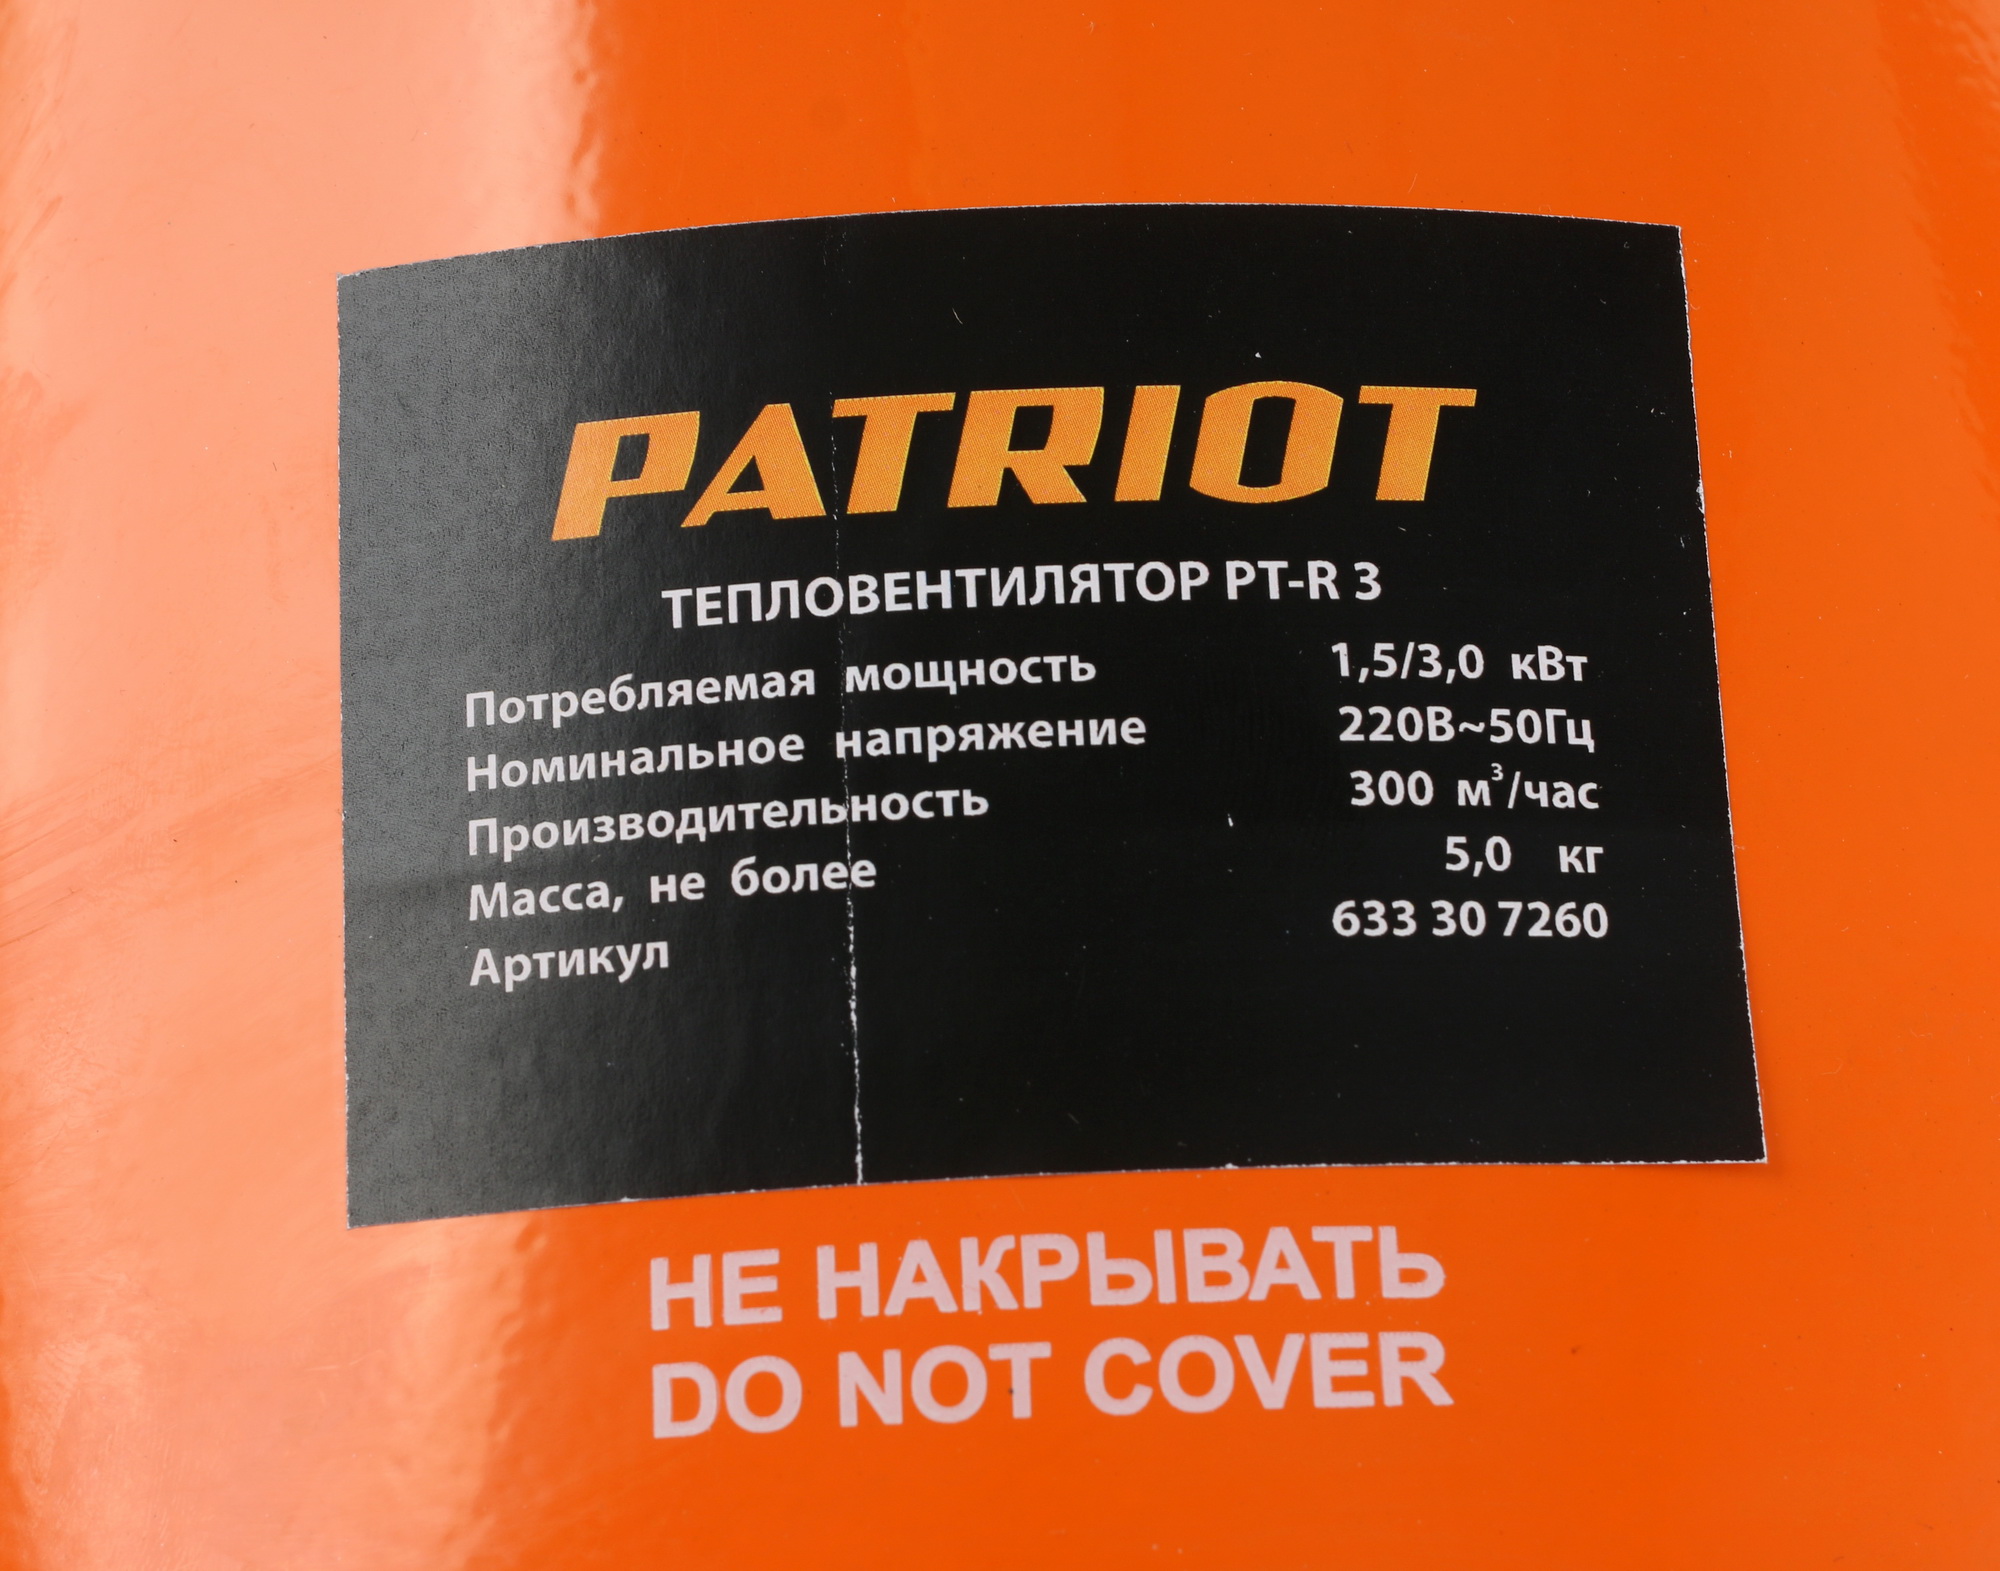 PATRIOT
ТЕПЛОВЕНТИЛЯТОР PT-R 3
Потребляемая мощность 1,5/3,0 кВт
Номинальное напряжение 220В~50Гц
Производительность 300 м³/час
Масса, не более 5,0 кг
Артикул 633 30 7260
НЕ НАКРЫВАТЬ
DO NOT COVER